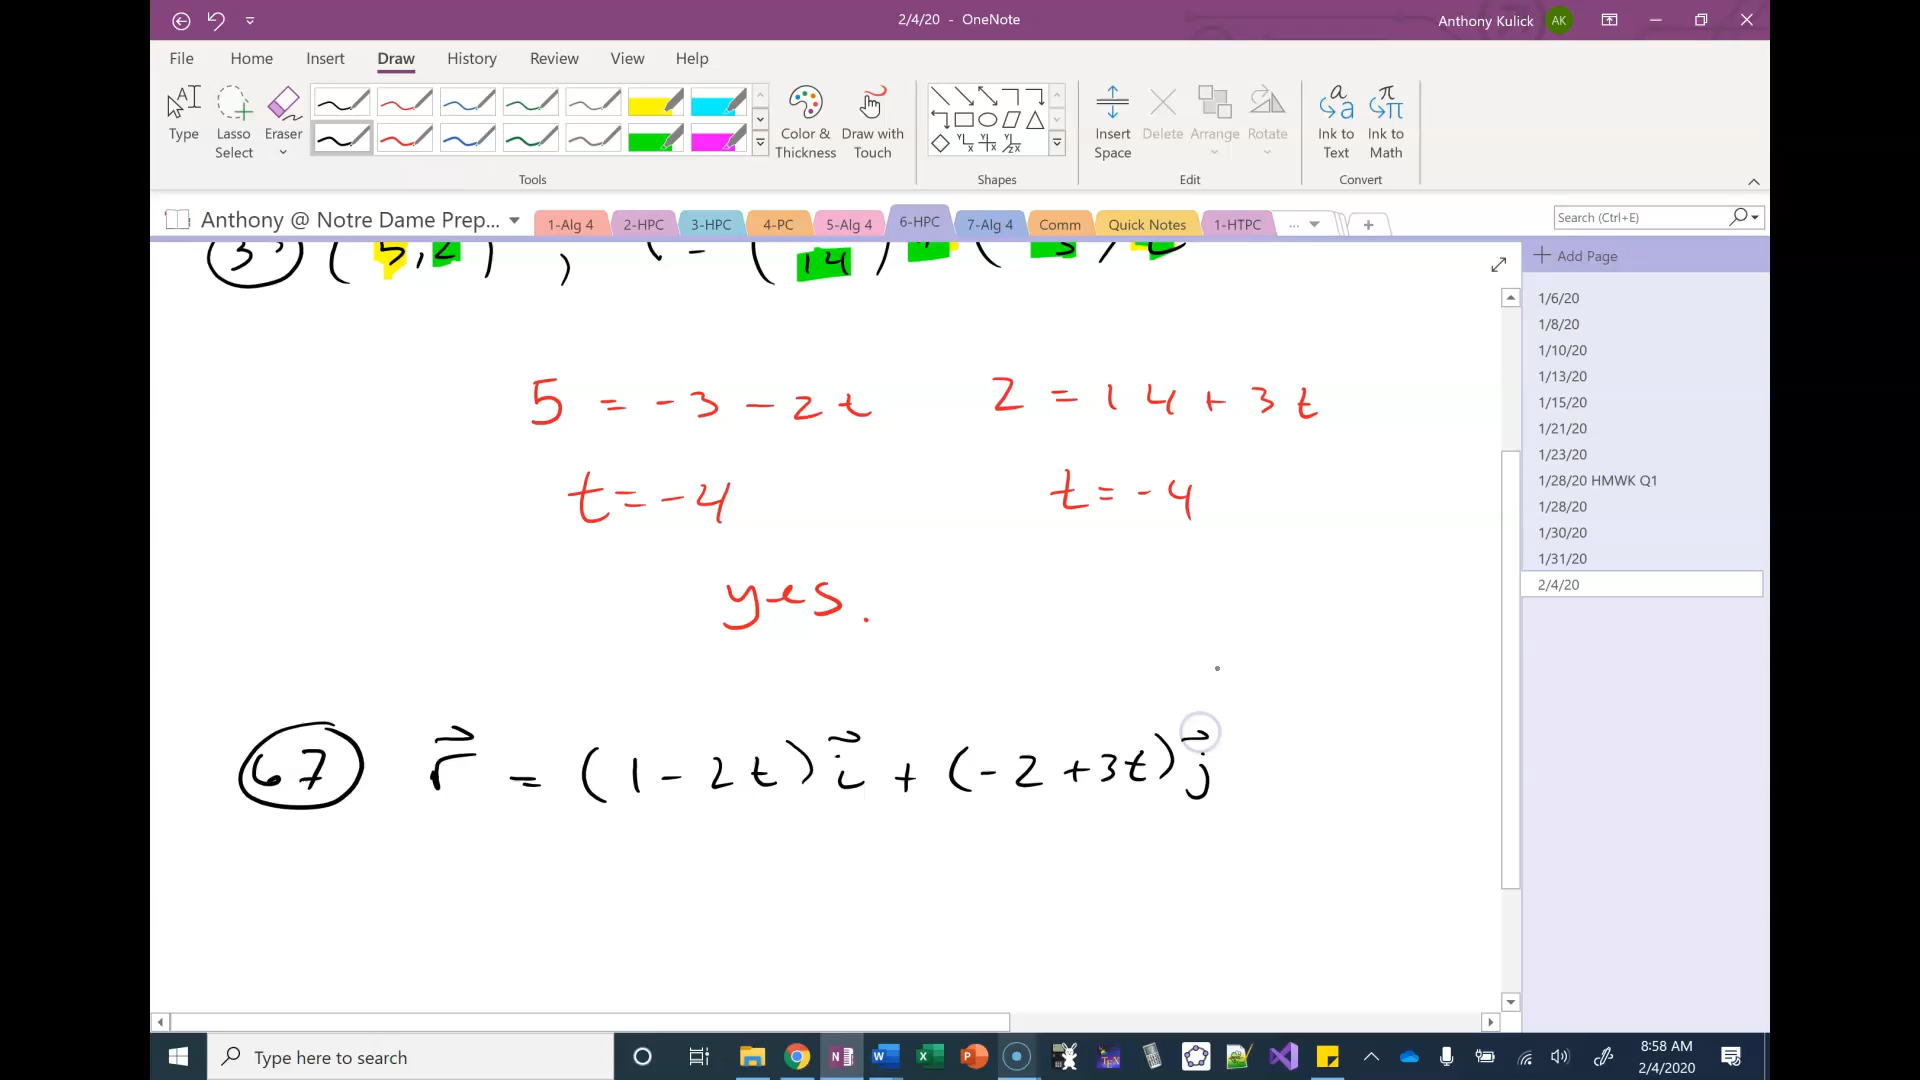 2/4/20 - OneNote
Anthony Kulick AK
File Home Insert Draw History Review View Help
Type
Lasso Select
Eraser
Color & Thickness
Draw with Touch
Insert Space
Delete
Arrange
Rotate
Ink to Text
Ink to Math
Tools Shapes Edit Convert
Anthony @ Notre Dame Prep...
1-Alg 4 2-HPC 3-HPC 4-PC 5-Alg 4 6-HPC 7-Alg 4 Comm Quick Notes 1-HTPC ...
Search (Ctrl+E)
Add Page
1/6/20
1/8/20
1/10/20
1/13/20
1/15/20
1/21/20
1/23/20
1/28/20 HMWK Q1
1/28/20
1/30/20
1/31/20
2/4/20
(5,2),
14
5 = -3 - 2t 2 = 14 + 3t
t = -4 t = -4
yes.
67 r⃗ = (1 - 2t) i⃗ + (-2 + 3t) j⃗
Type here to search
8:58 AM
2/4/2020